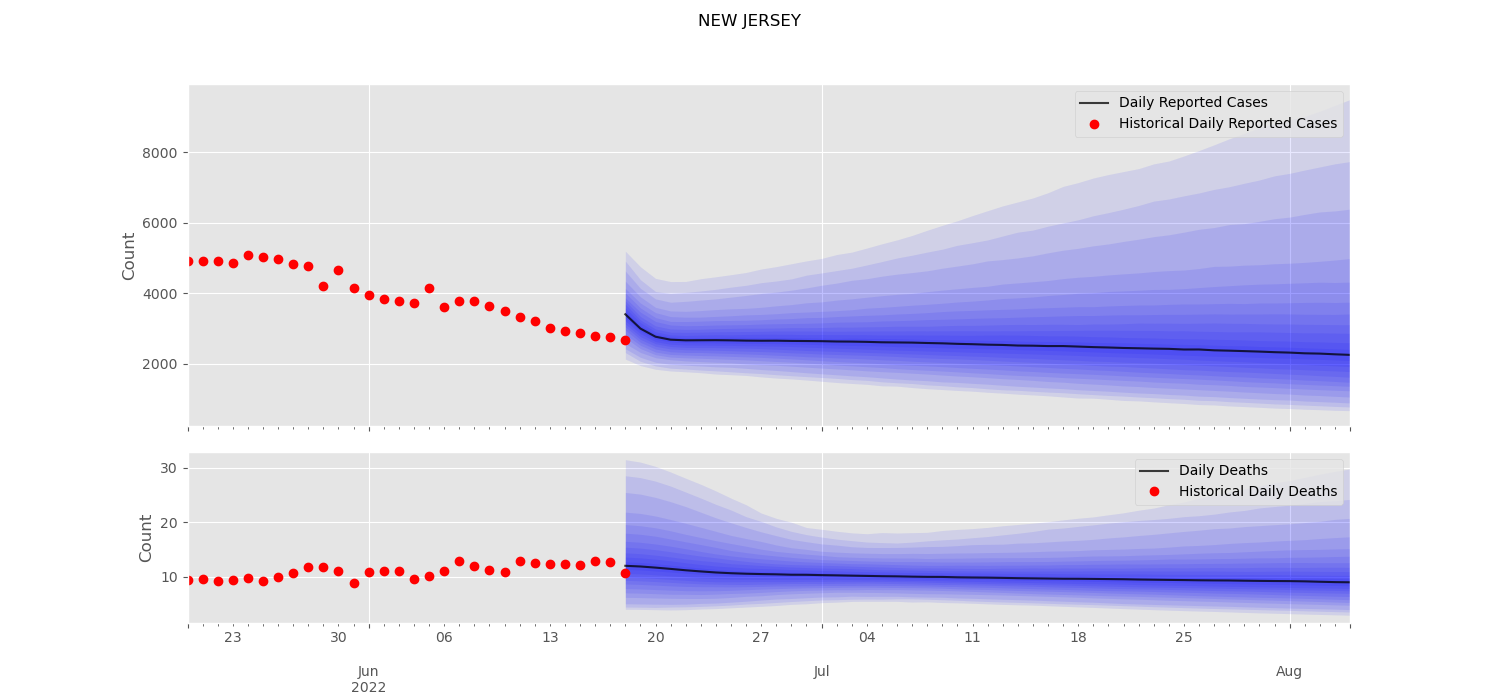 NEW JERSEY
Daily Reported Cases
Historical Daily Reported Cases
Count
8000
6000
4000
2000
Daily Deaths
Historical Daily Deaths
Count
30
20
10
23 30 06 13 20 27 04 11 18 25
Jun Jul Aug
2022